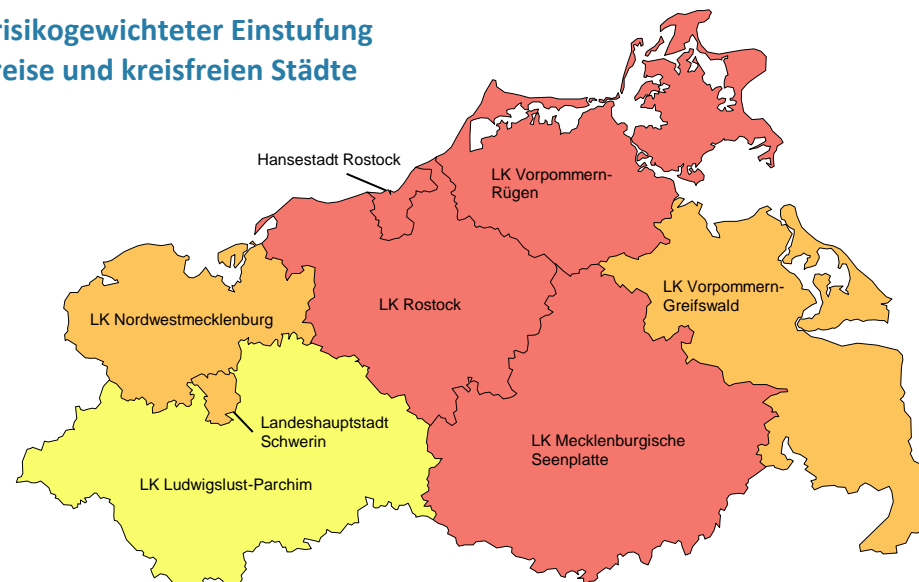 risikogewichteter Einstufung
reise und kreisfreien Städte
Hansestadt Rostock
LK Vorpommern-
Rügen
LK Vorpommern-
Greifswald
LK Rostock
LK Nordwestmecklenburg
Landeshauptstadt
Schwerin
LK Mecklenburgische
Seenplatte
LK Ludwigslust-Parchim